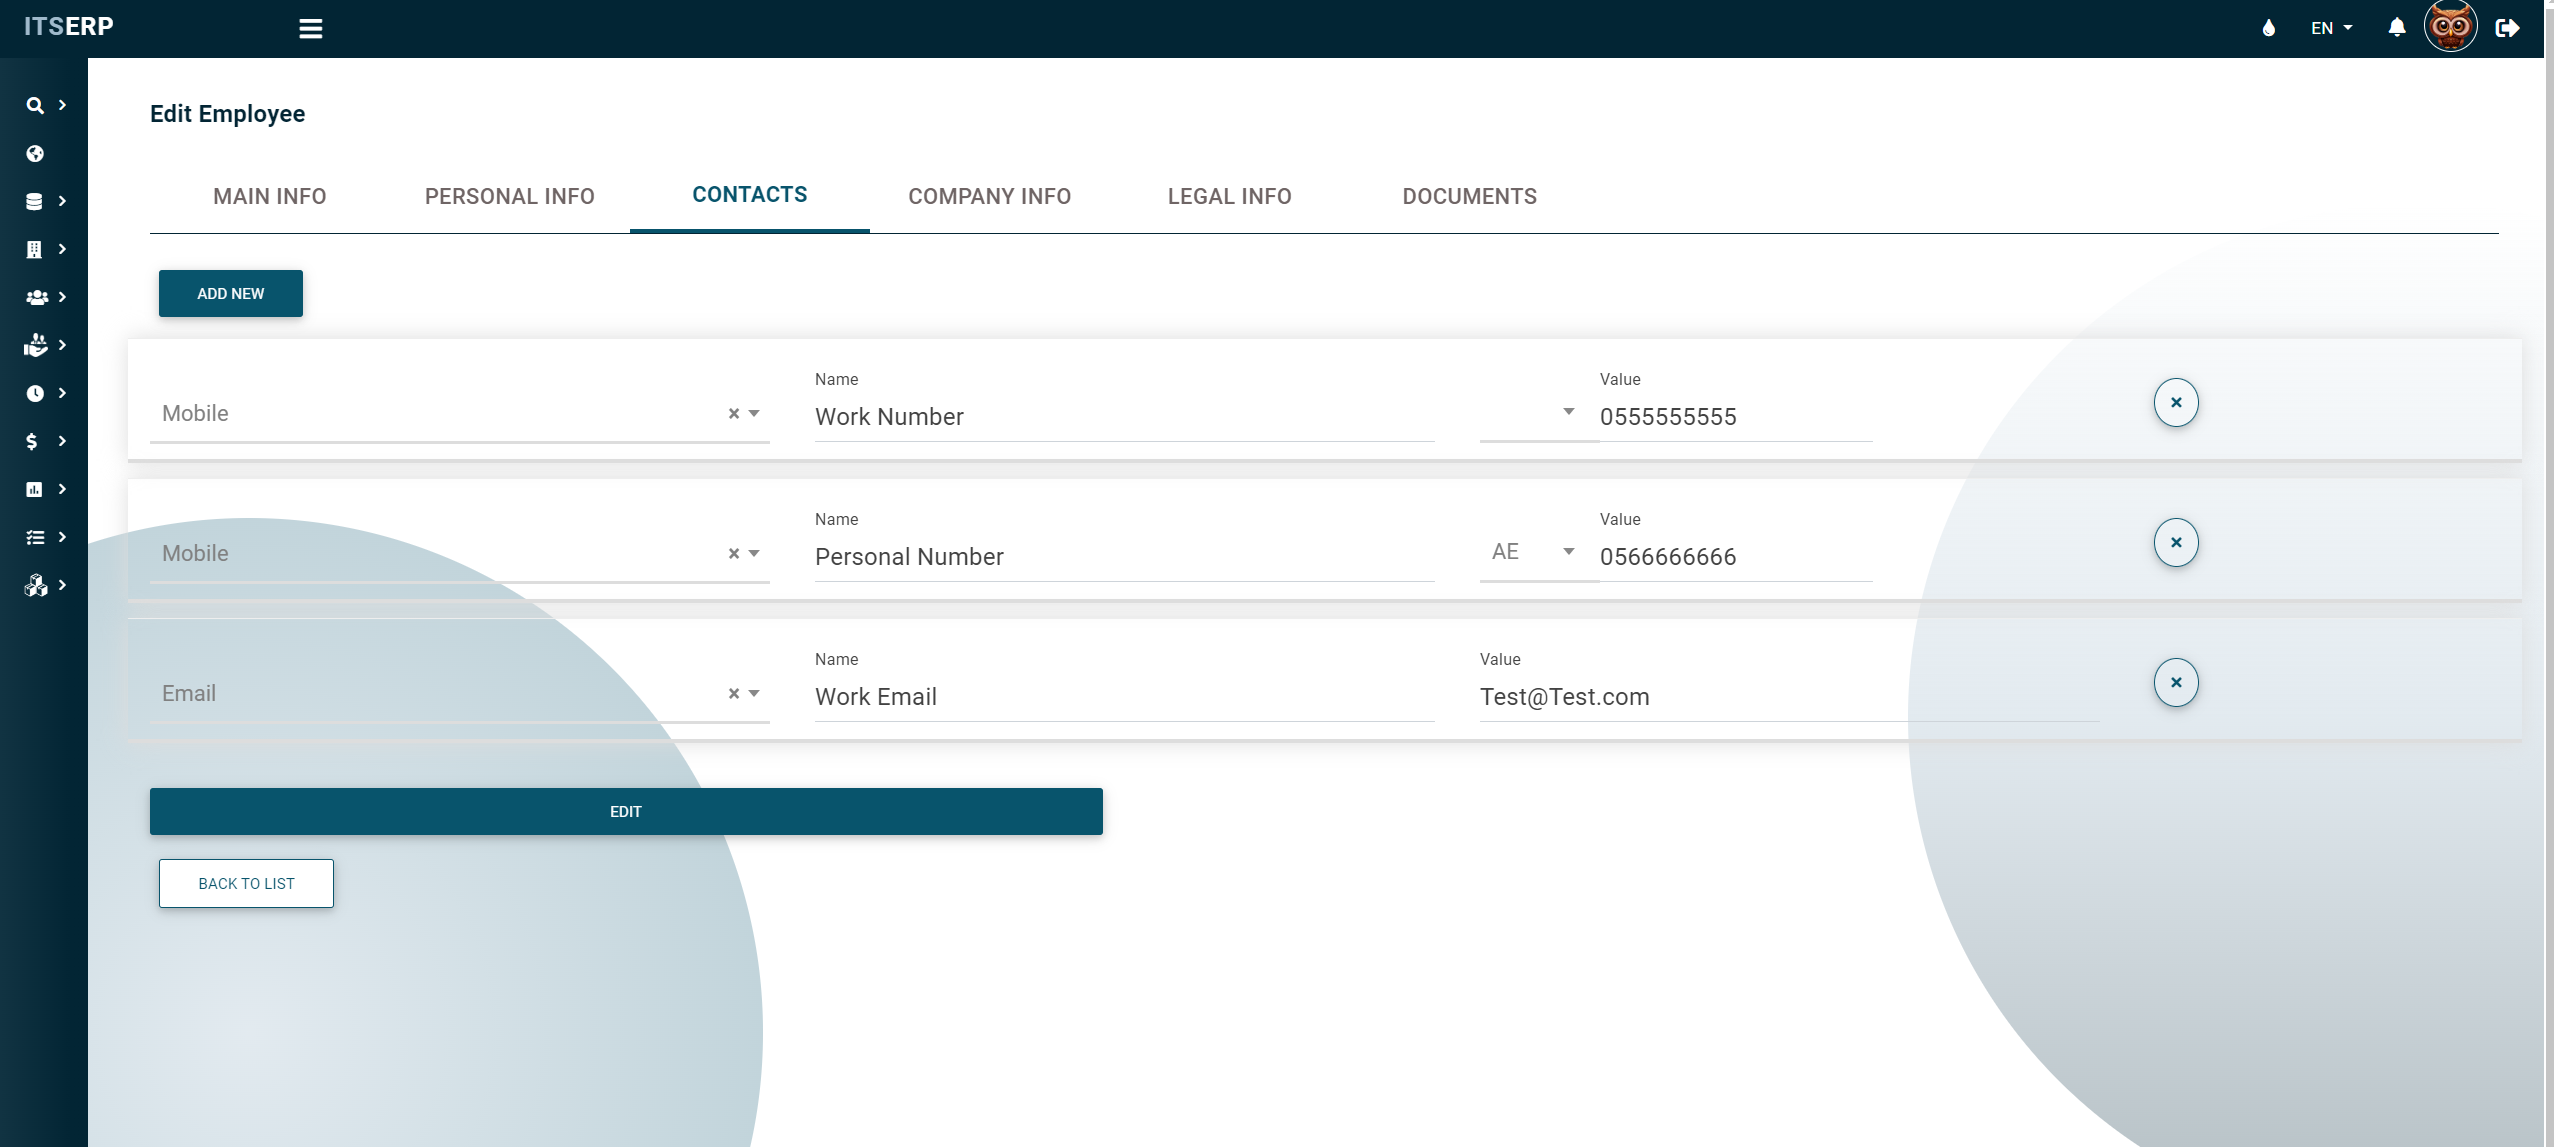 ITSERP
EN
Edit Employee
MAIN INFO
PERSONAL INFO
CONTACTS
COMPANY INFO
LEGAL INFO
DOCUMENTS
ADD NEW
Mobile
Name
Work Number
Value
0555555555
Mobile
Name
Personal Number
AE
Value
0566666666
Email
Name
Work Email
Value
Test@Test.com
EDIT
BACK TO LIST